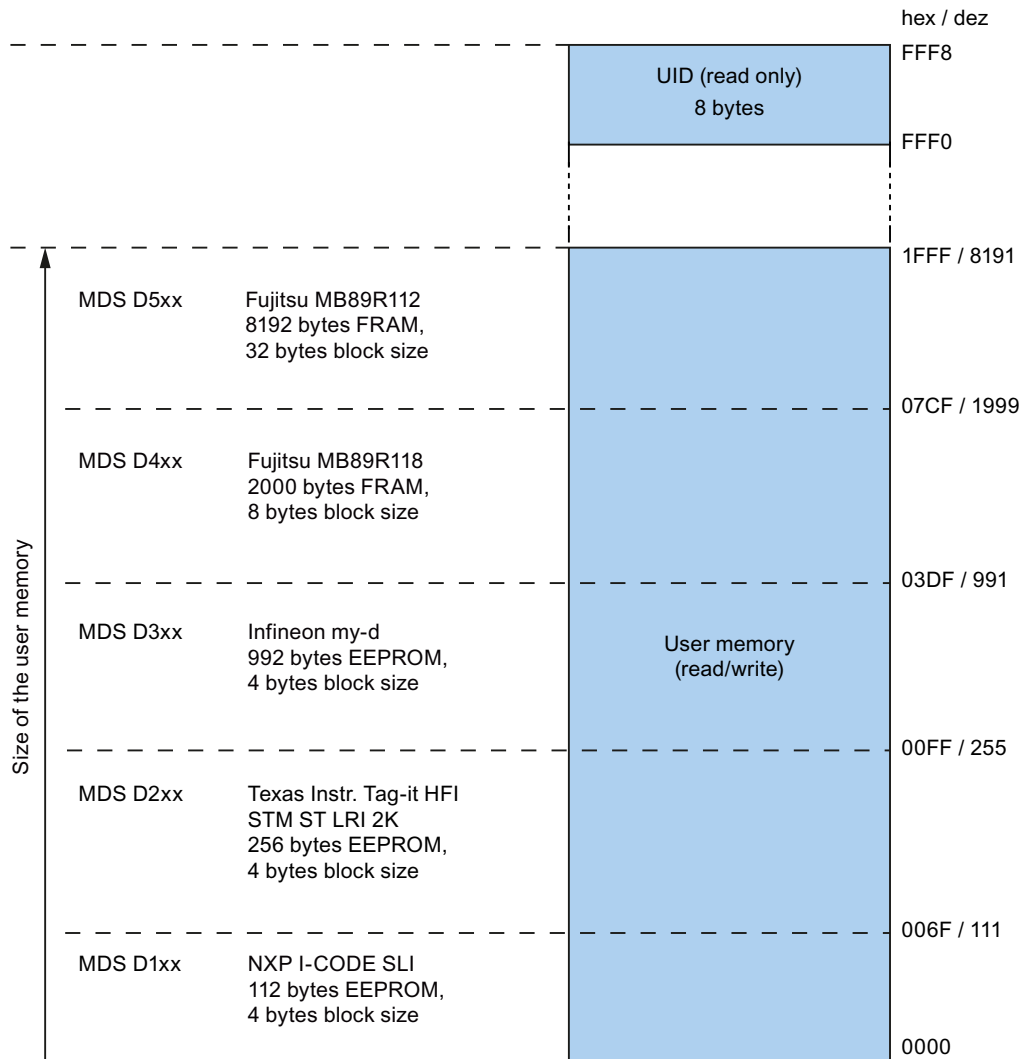 hex / dez
FFF8
UID (read only)
8 bytes
FFF0
1FFF / 8191
MDS D5xx
Fujitsu MB89R112
8192 bytes FRAM,
32 bytes block size
07CF / 1999
MDS D4xx
Fujitsu MB89R118
2000 bytes FRAM,
8 bytes block size
03DF / 991
MDS D3xx
Infineon my-d
992 bytes EEPROM,
4 bytes block size
User memory
(read/write)
Size of the user memory
00FF / 255
MDS D2xx
Texas Instr. Tag-it HFI
STM ST LRI 2K
256 bytes EEPROM,
4 bytes block size
006F / 111
MDS D1xx
NXP I-CODE SLI
112 bytes EEPROM,
4 bytes block size
0000